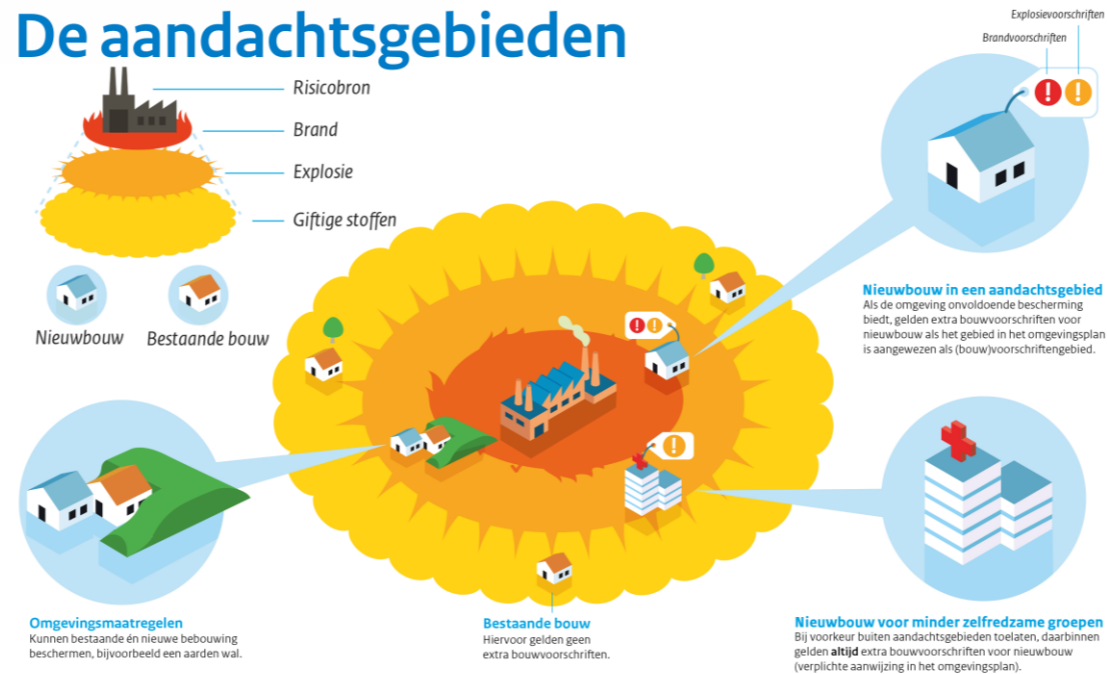 De aandachtsgebieden
Risicobron
Brand
Explosie
Giftige stoffen
Nieuwbouw
Bestaande bouw
Explosievoorschriften
Brandvoorschriften
Nieuwbouw in een aandachtsgebied
Als de omgeving onvoldoende bescherming
biedt, gelden extra bouwvoorschriften voor
nieuwbouw als het gebied in het omgevingsplan
is aangewezen als (bouw)voorschriftengebied.
Omgevingsmaatregelen
Kunnen bestaande én nieuwe bebouwing
beschermen, bijvoorbeeld een aarden wal.
Bestaande bouw
Hiervoor gelden geen
extra bouwvoorschriften.
Nieuwbouw voor minder zelfredzame groepen
Bij voorkeur buiten aandachtsgebieden toelaten, daarbinnen
gelden altijd extra bouwvoorschriften voor nieuwbouw
(verplichte aanwijzing in het omgevingsplan).